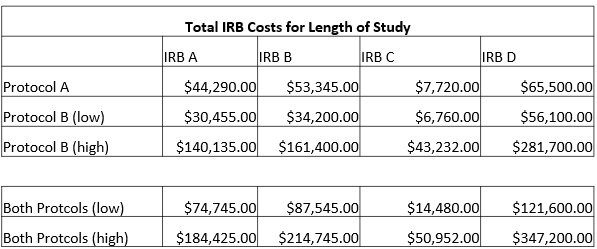 Total IRB Costs for Length of Study
IRB A IRB B IRB C IRB D
Protocol A $44,290.00 $53,345.00 $7,720.00 $65,500.00
Protocol B (low) $30,455.00 $34,200.00 $6,760.00 $56,100.00
Protocol B (high) $140,135.00 $161,400.00 $43,232.00 $281,700.00
Both Protcols (low) $74,745.00 $87,545.00 $14,480.00 $121,600.00
Both Protcols (high) $184,425.00 $214,745.00 $50,952.00 $347,200.00